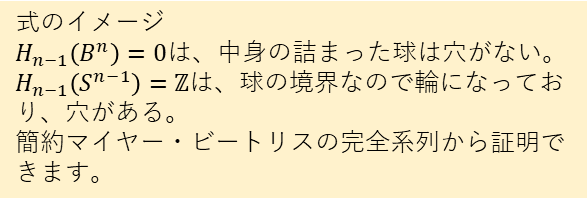 式のイメージ
𝐻ₙ₋₁(𝐵ⁿ) = 0は、中身の詰まった球は穴がない。
𝐻ₙ₋₁(𝑆ⁿ⁻¹) = ℤは、球の境界なので輪になってお
り、穴がある。
簡約マイヤー・ビートリスの完全系列から証明で
きます。